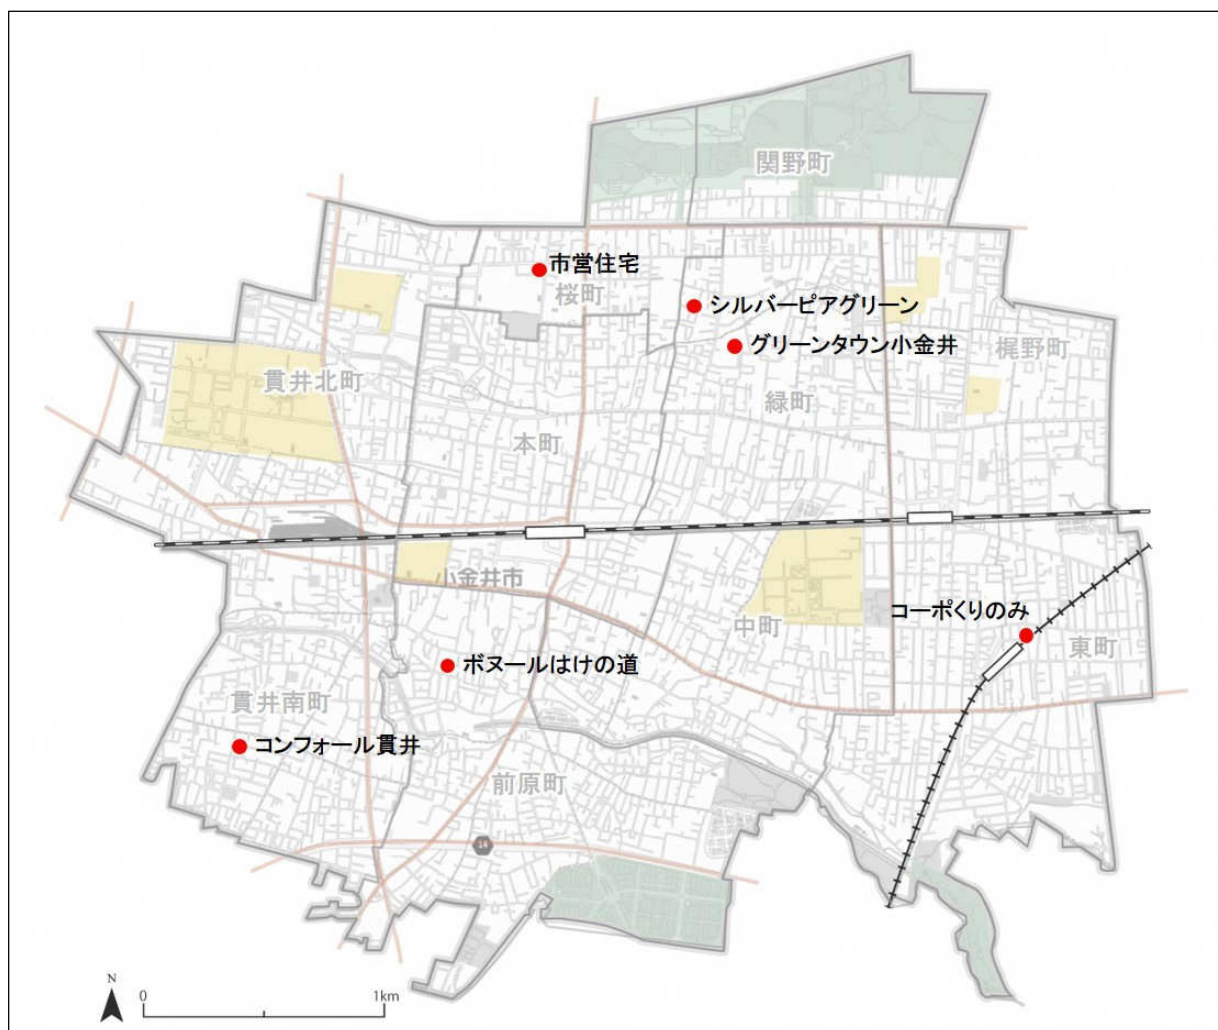 関野町
市営住宅
桜町
シルバーピアグリーン
グリーンタウン小金井
梶野町
貫井北町
緑町
本町
小金井市
コーポくりのみ
中町
東町
ボヌールはけの道
貫井南町
コンフォール貫井
前原町
14
N
0
1km